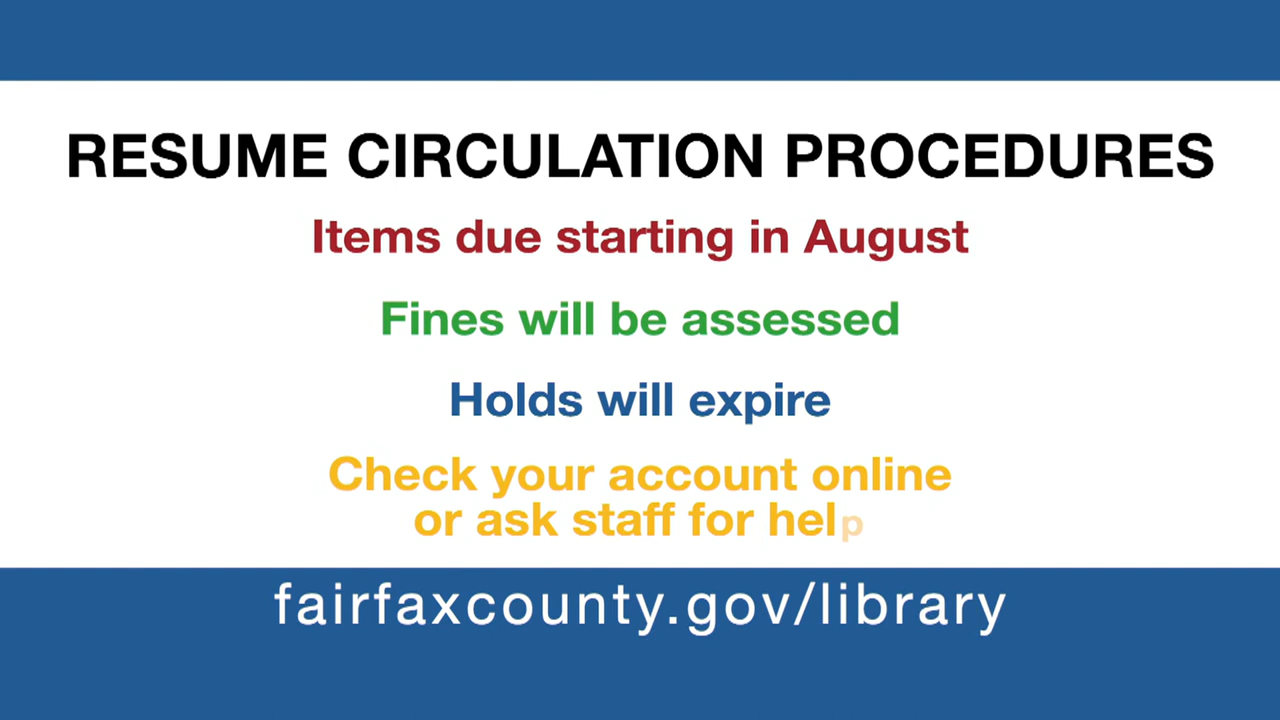 RESUME CIRCULATION PROCEDURES
Items due starting in August
Fines will be assessed
Holds will expire
Check your account online
or ask staff for help
fairfaxcounty.gov/library